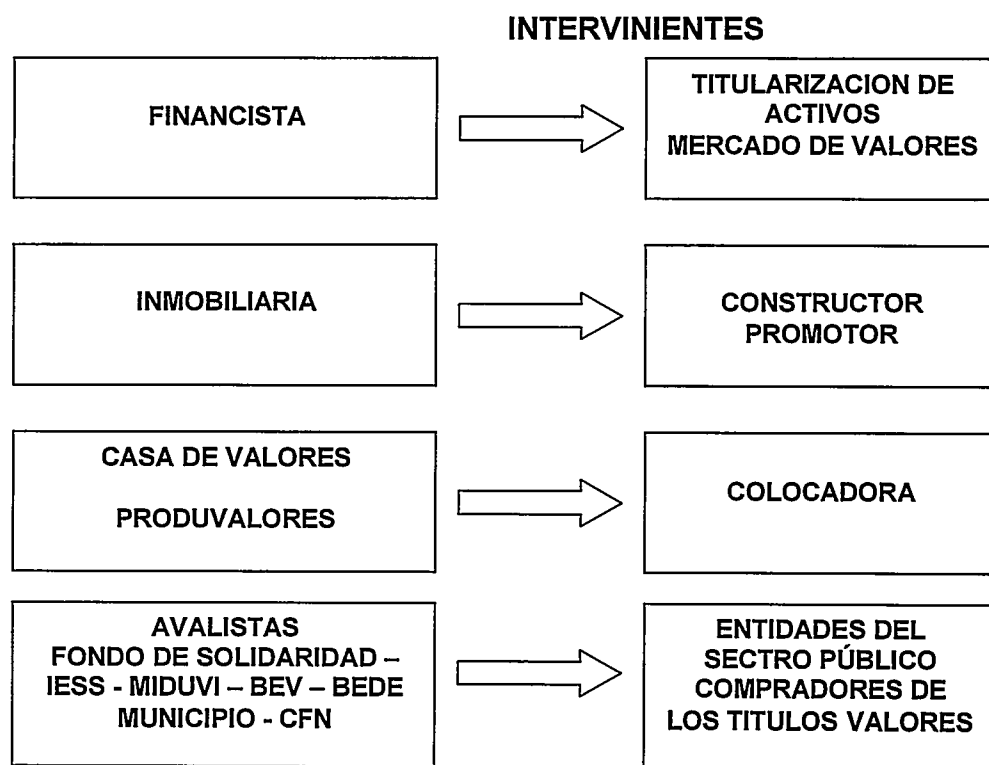 INTERVINIENTES
FINANCISTA
TITULARIZACION DE
ACTIVOS
MERCADO DE VALORES
INMOBILIARIA
CONSTRUCTOR
PROMOTOR
CASA DE VALORES
PRODUVALORES
COLOCADORA
AVALISTAS
FONDO DE SOLIDARIDAD –
IESS - MIDUVI – BEV – BEDE
MUNICIPIO - CFN
ENTIDADES DEL
SECTRO PÚBLICO
COMPRADORES DE
LOS TITULOS VALORES